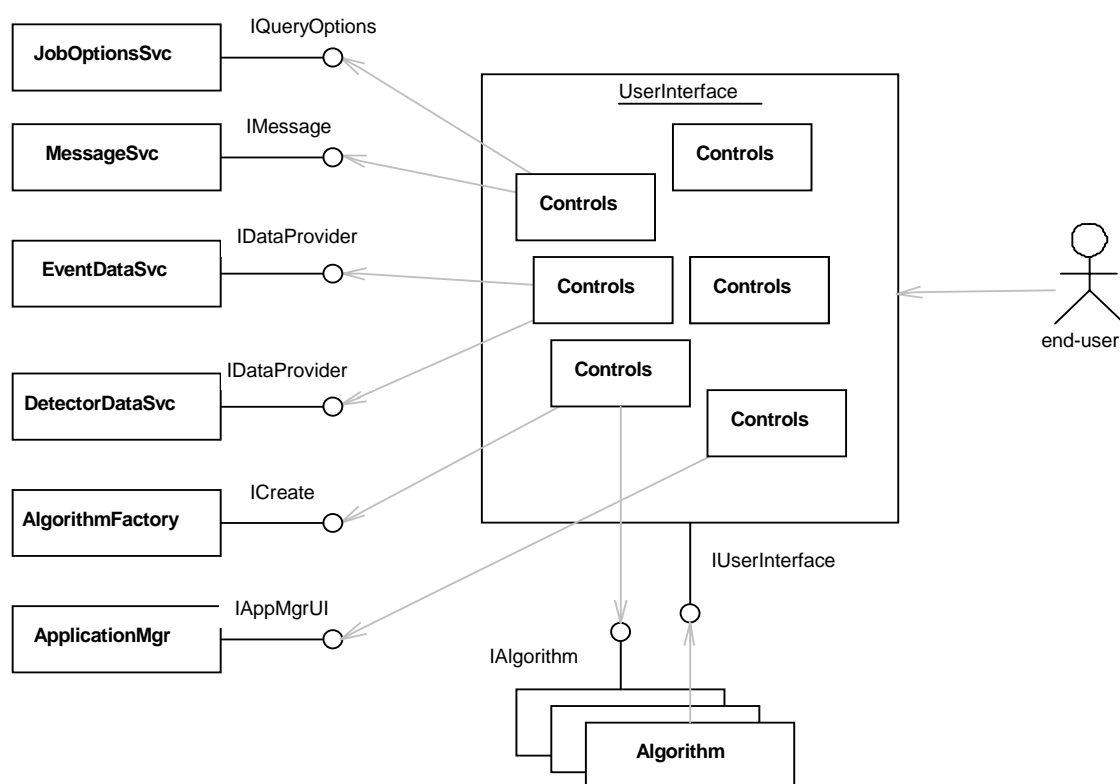 IQueryOptions
JobOptionsSvc
UserInterface
IMessage
Controls
MessageSvc
Controls
IDataProvider
EventDataSvc
Controls
Controls
end-user
IDataProvider
Controls
DetectorDataSvc
Controls
ICreate
AlgorithmFactory
IUserInterface
IAppMgrUI
ApplicationMgr
IAlgorithm
Algorithm